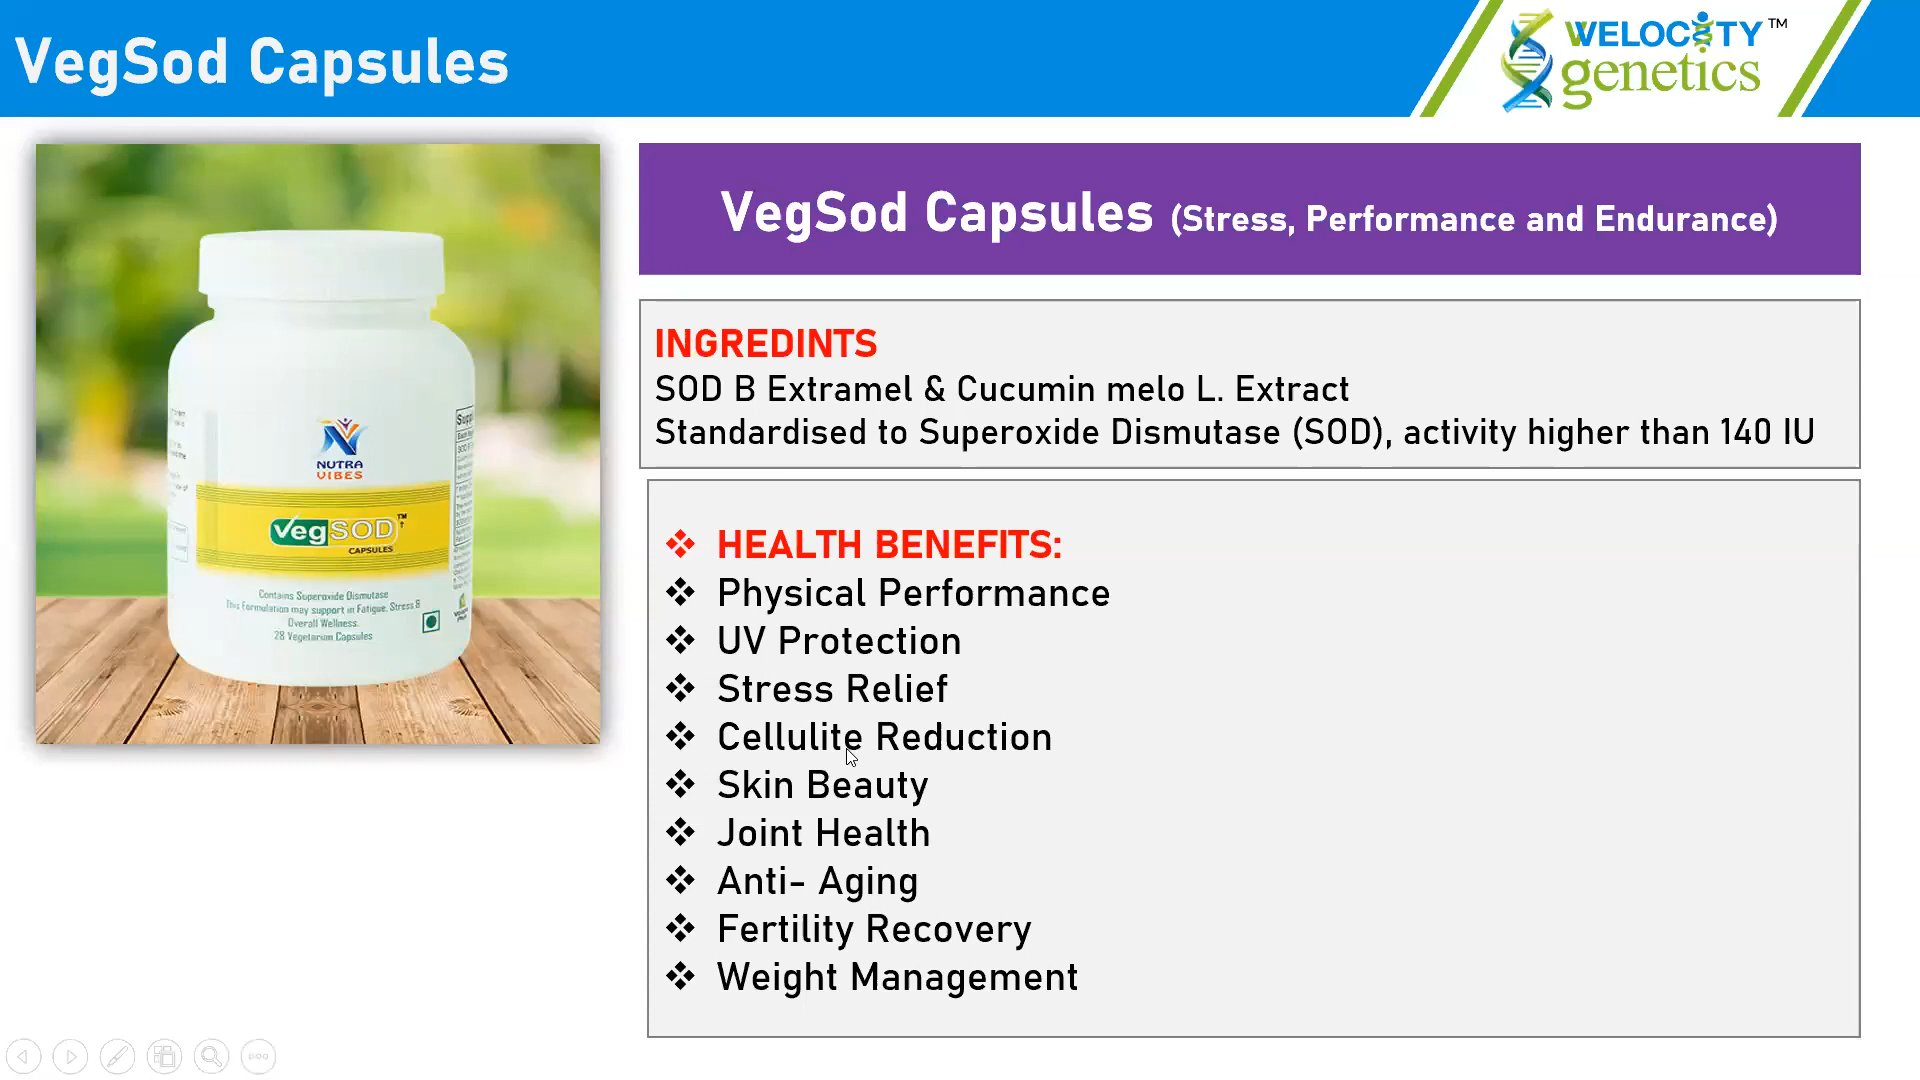 VegSod Capsules
WELOCITY™
genetics
VegSod Capsules (Stress, Performance and Endurance)
INGREDINTS
SOD B Extramel & Cucumin melo L. Extract
Standardised to Superoxide Dismutase (SOD), activity higher than 140 IU
NUTRA
VIBES
vegSOD™
CAPSULES
Contains Superoxide Dismutase
This Formulation may support in Fatigue, Stress &
Overall Wellness.
28 Vegetarian Capsules
HEALTH BENEFITS:
Physical Performance
UV Protection
Stress Relief
Cellulite Reduction
Skin Beauty
Joint Health
Anti- Aging
Fertility Recovery
Weight Management